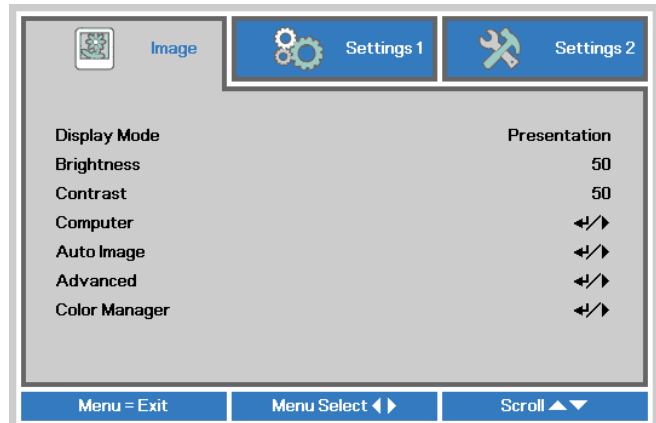 Image
Settings 1
Settings 2
Display Mode Presentation
Brightness 50
Contrast 50
Computer
Auto Image
Advanced
Color Manager
Menu = Exit
Menu Select
Scroll